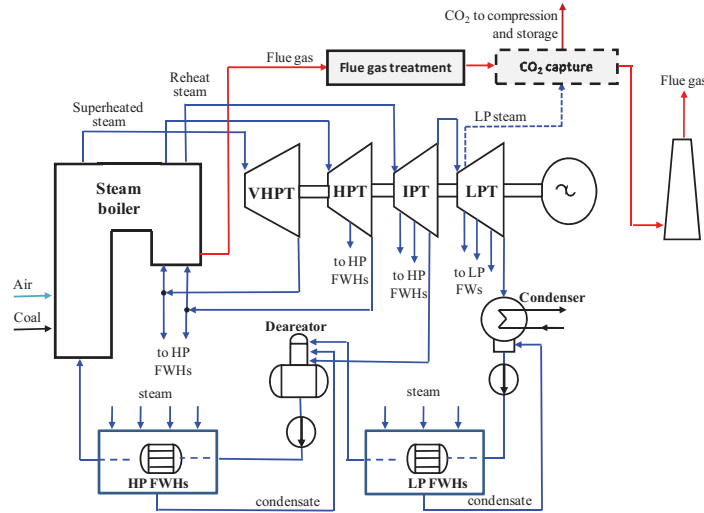 CO2 to compression
and storage
Flue gas
Flue gas treatment
CO2 capture
Reheat
steam
Flue gas
Superheated
steam
LP steam
Steam
boiler
VHPT
HPT
IPT
LPT
~
to HP
FWHs
to HP
FWHs
to LP
FWs
Air
Coal
Condenser
Deareator
to HP
FWHs
steam
steam
HP FWHs
LP FWHs
condensate
condensate